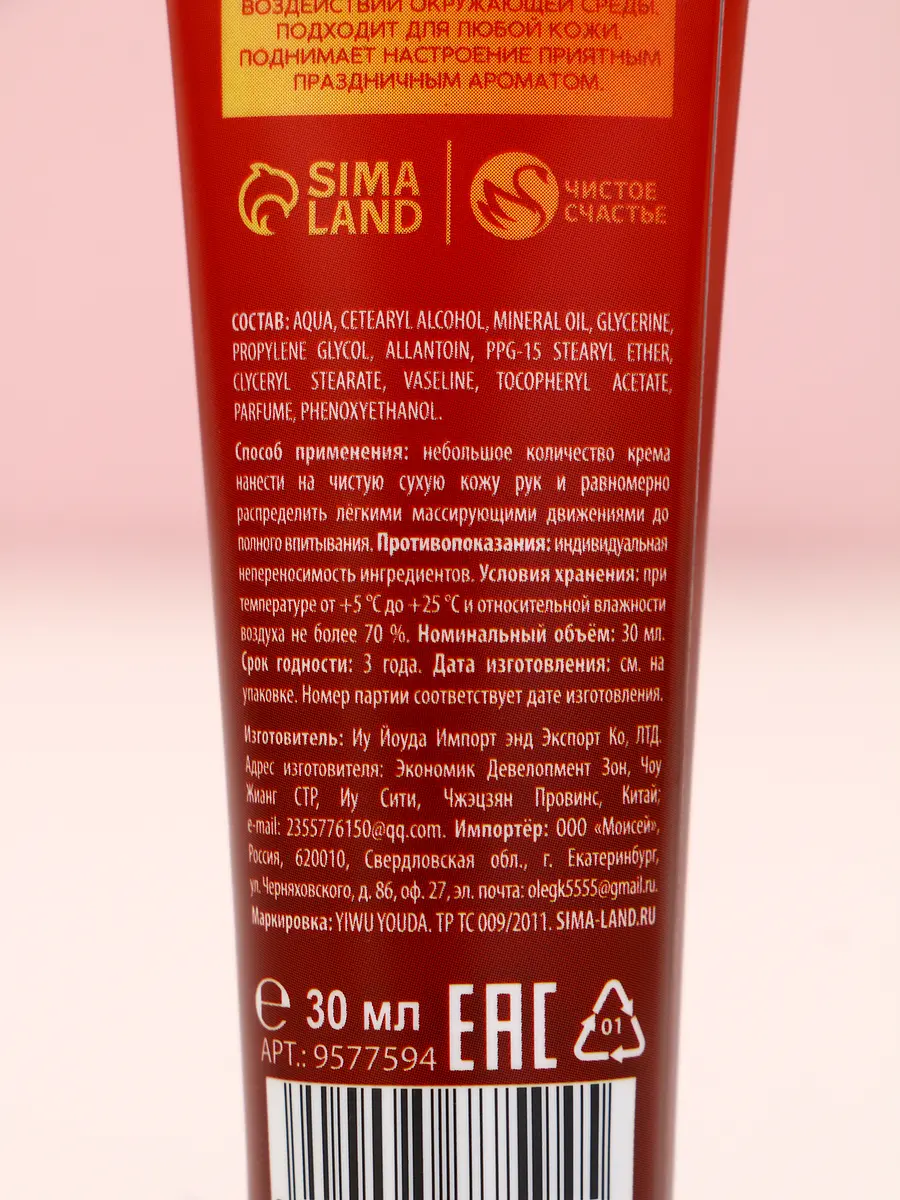 ВОЗДЕЙСТВИЙ ОКРУЖАЮЩЕЙ СРЕДЫ.
ПОДХОДИТ ДЛЯ ЛЮБОЙ КОЖИ.
ПОДНИМАЕТ НАСТРОЕНИЕ ПРИЯТНЫМ
ПРАЗДНИЧНЫМ АРОМАТОМ.
SIMA
LAND
ЧИСТОЕ
СЧАСТЬЕ
СОСТАВ: AQUA, CETEARYL ALCOHOL, MINERAL OIL, GLYCERINE,
PROPYLENE GLYCOL, ALLANTOIN, PPG-15 STEARYL ETHER,
GLYCERYL STEARATE, VASELINE, TOCOPHERYL ACETATE,
PARFUME, PHENOXYETHANOL.
Способ применения: небольшое количество крема
нанести на чистую сухую кожу рук и равномерно
распределить лёгкими массирующими движениями до
полного впитывания. Противопоказания: индивидуальная
непереносимость ингредиентов. Условия хранения: при
температуре от +5 °C до +25 °C и относительной влажности
воздуха не более 70 %. Номинальный объём: 30 мл.
Срок годности: 3 года. Дата изготовления: см. на
упаковке. Номер партии соответствует дате изготовления.
Изготовитель: Иу Йоуда Импорт энд Экспорт Ко, ЛТД.
Адрес изготовителя: Экономик Девелопмент Зон, Чоу
Жианг СТР, Иу Сити, Чжэцзян Провинс, Китай;
e-mail: 2355776150@qq.com. Импортёр: ООО «Моисей»,
Россия, 620010, Свердловская обл., г. Екатеринбург,
ул. Черняховского, д. 86, оф. 27, эл. почта: olegk5555@gmail.ru.
Маркировка: YIWU YOUDA. ТР ТС 009/2011. SIMA-LAND.RU
℮ 30 мл
EAC
01
АРТ.: 9577594